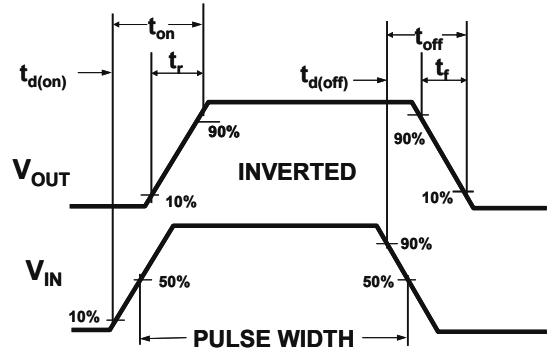 t_on
t_off
t_d(on)
t_r
t_d(off)
t_f
90%
90%
V_OUT
INVERTED
10%
10%
V_IN
90%
50%
50%
10%
PULSE WIDTH